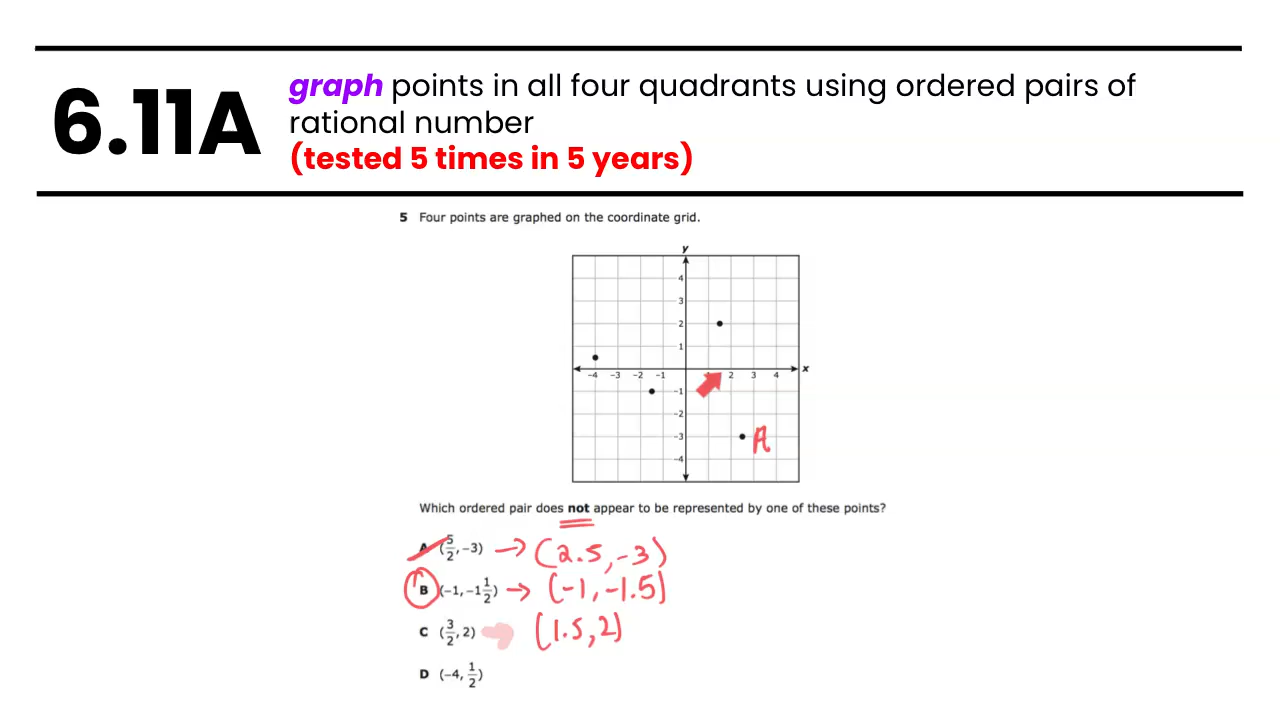 6.11A
graph points in all four quadrants using ordered pairs of
rational number
(tested 5 times in 5 years)
5 Four points are graphed on the coordinate grid.
y
4
3
2
1
-4 -3 -2 -1 2 3 4 x
-1
-2
-3 A
-4
Which ordered pair does not appear to be represented by one of these points?
A (5/2, -3) → (2.5, -3)
B (-1, -1 1/2) → (-1, -1.5)
C (3/2, 2) (1.5, 2)
D (-4, 1/2)